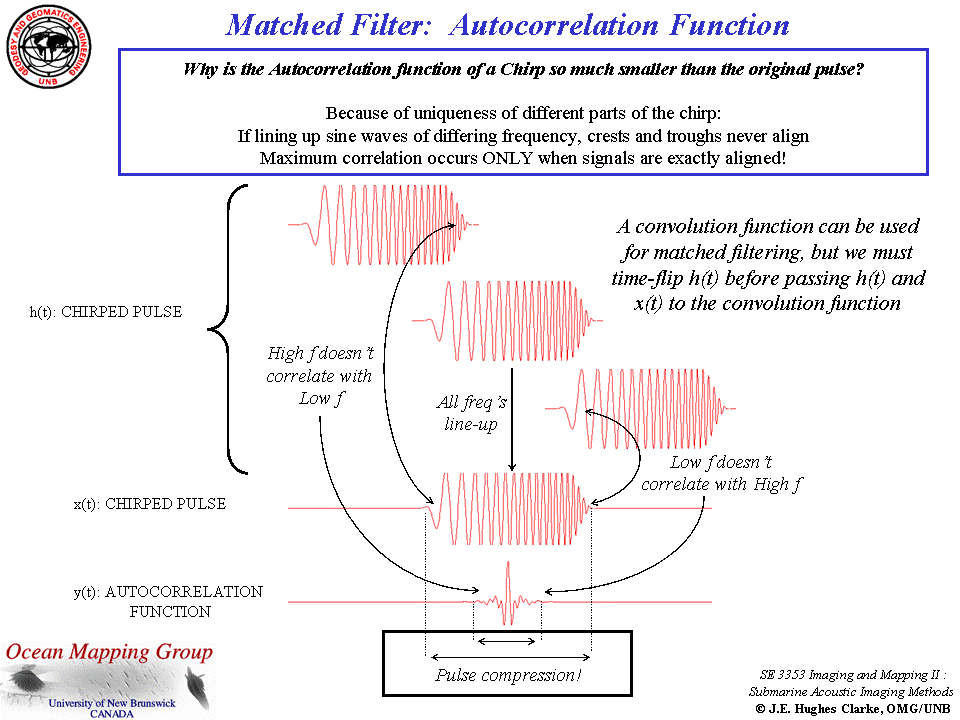 Matched Filter:  Autocorrelation Function
GEODESY AND GEOMATICS ENGINEERING
UNB
Why is the Autocorrelation function of a Chirp so much smaller than the original pulse?
Because of uniqueness of different parts of the chirp:
If lining up sine waves of differing frequency, crests and troughs never align
Maximum correlation occurs ONLY when signals are exactly aligned!
A convolution function can be used
for matched filtering, but we must
time-flip h(t) before passing h(t) and
x(t) to the convolution function
h(t): CHIRPED PULSE
High f doesn't
correlate with
Low f
All freq's
line-up
Low f doesn't
correlate with High f
x(t): CHIRPED PULSE
y(t): AUTOCORRELATION
FUNCTION
Pulse compression!
Ocean Mapping Group
University of New Brunswick
CANADA
SE 3353 Imaging and Mapping II :
Submarine Acoustic Imaging Methods
© J.E. Hughes Clarke, OMG/UNB